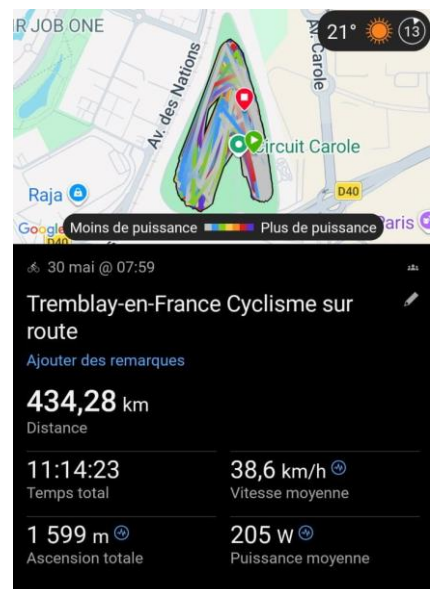 R JOB ONE
21°
13
Av. Carole
Av. des Nations
Circuit Carole
Raja
D40
Google
Moins de puissance
Plus de puissance
aris
D40
30 mai @ 07:59
Tremblay-en-France Cyclisme sur
route
Ajouter des remarques
434,28 km
Distance
11:14:23
38,6 km/h
Temps total
Vitesse moyenne
1 599 m
205 W
Ascension totale
Puissance moyenne